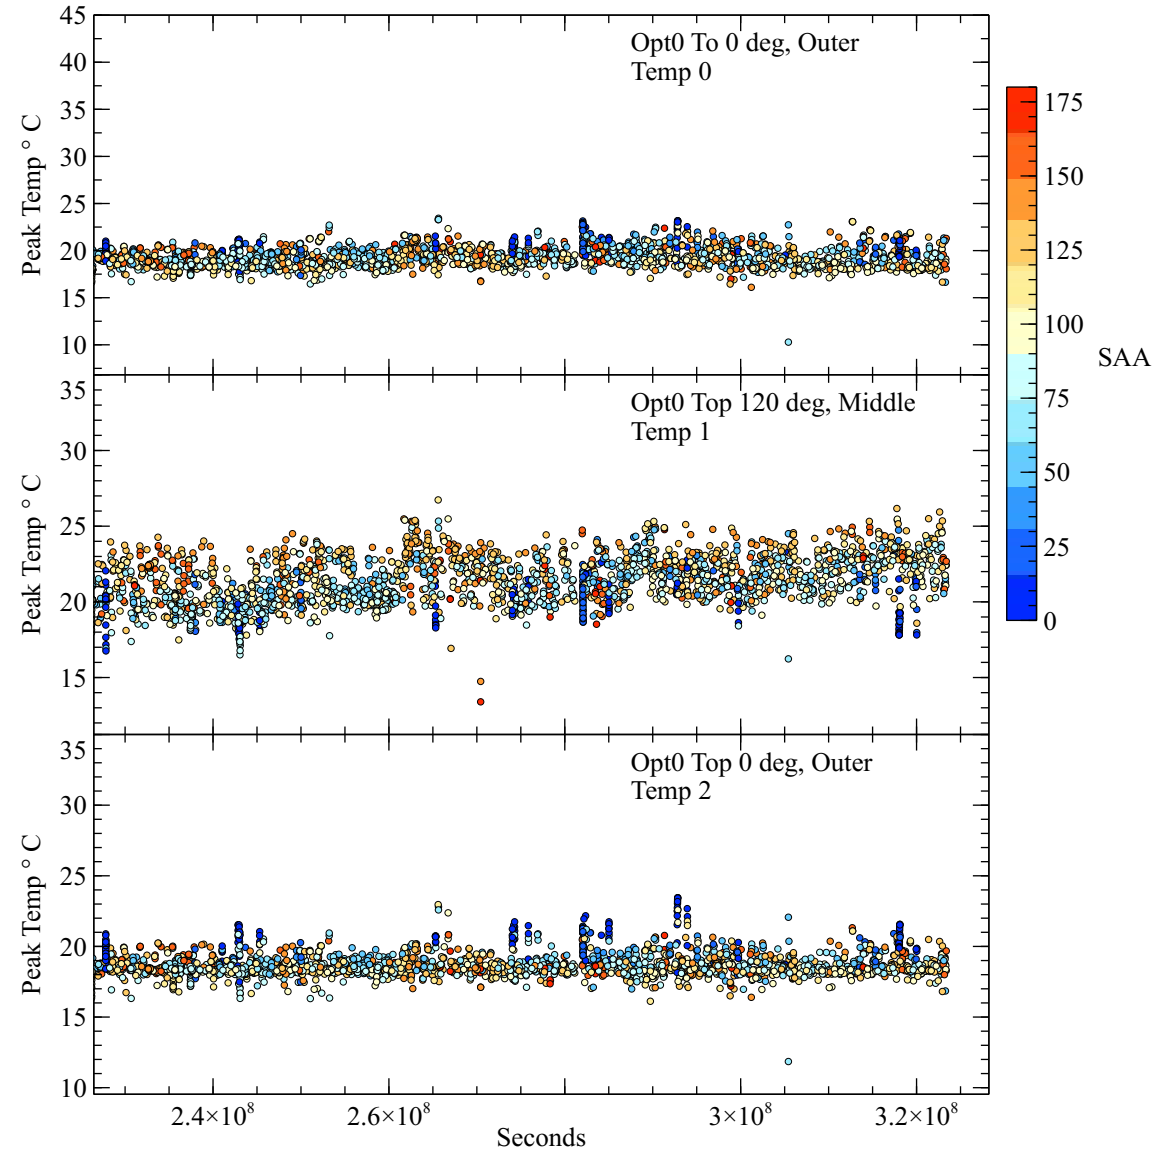 45
40
35
30
25
20
15
10
Peak Temp ° C
Opt0 To 0 deg, Outer
Temp 0
35
30
25
20
15
Peak Temp ° C
Opt0 Top 120 deg, Middle
Temp 1
35
30
25
20
15
10
Peak Temp ° C
Opt0 Top 0 deg, Outer
Temp 2
2.4×10⁸
2.6×10⁸
3×10⁸
3.2×10⁸
Seconds
175
150
125
100
75
50
25
0
SAA